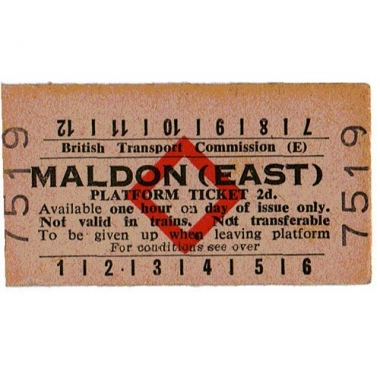 12 | 11 | 10 | 9 | 8 | 7
British Transport Commission (E)
MALDON (EAST)
PLATFORM TICKET 2d.
Available one hour on day of issue only.
Not valid in trains. Not transferable
To be given up when leaving platform
For conditions see over
1 | 2 · 3 | 4 | 5 | 6
7519
7519